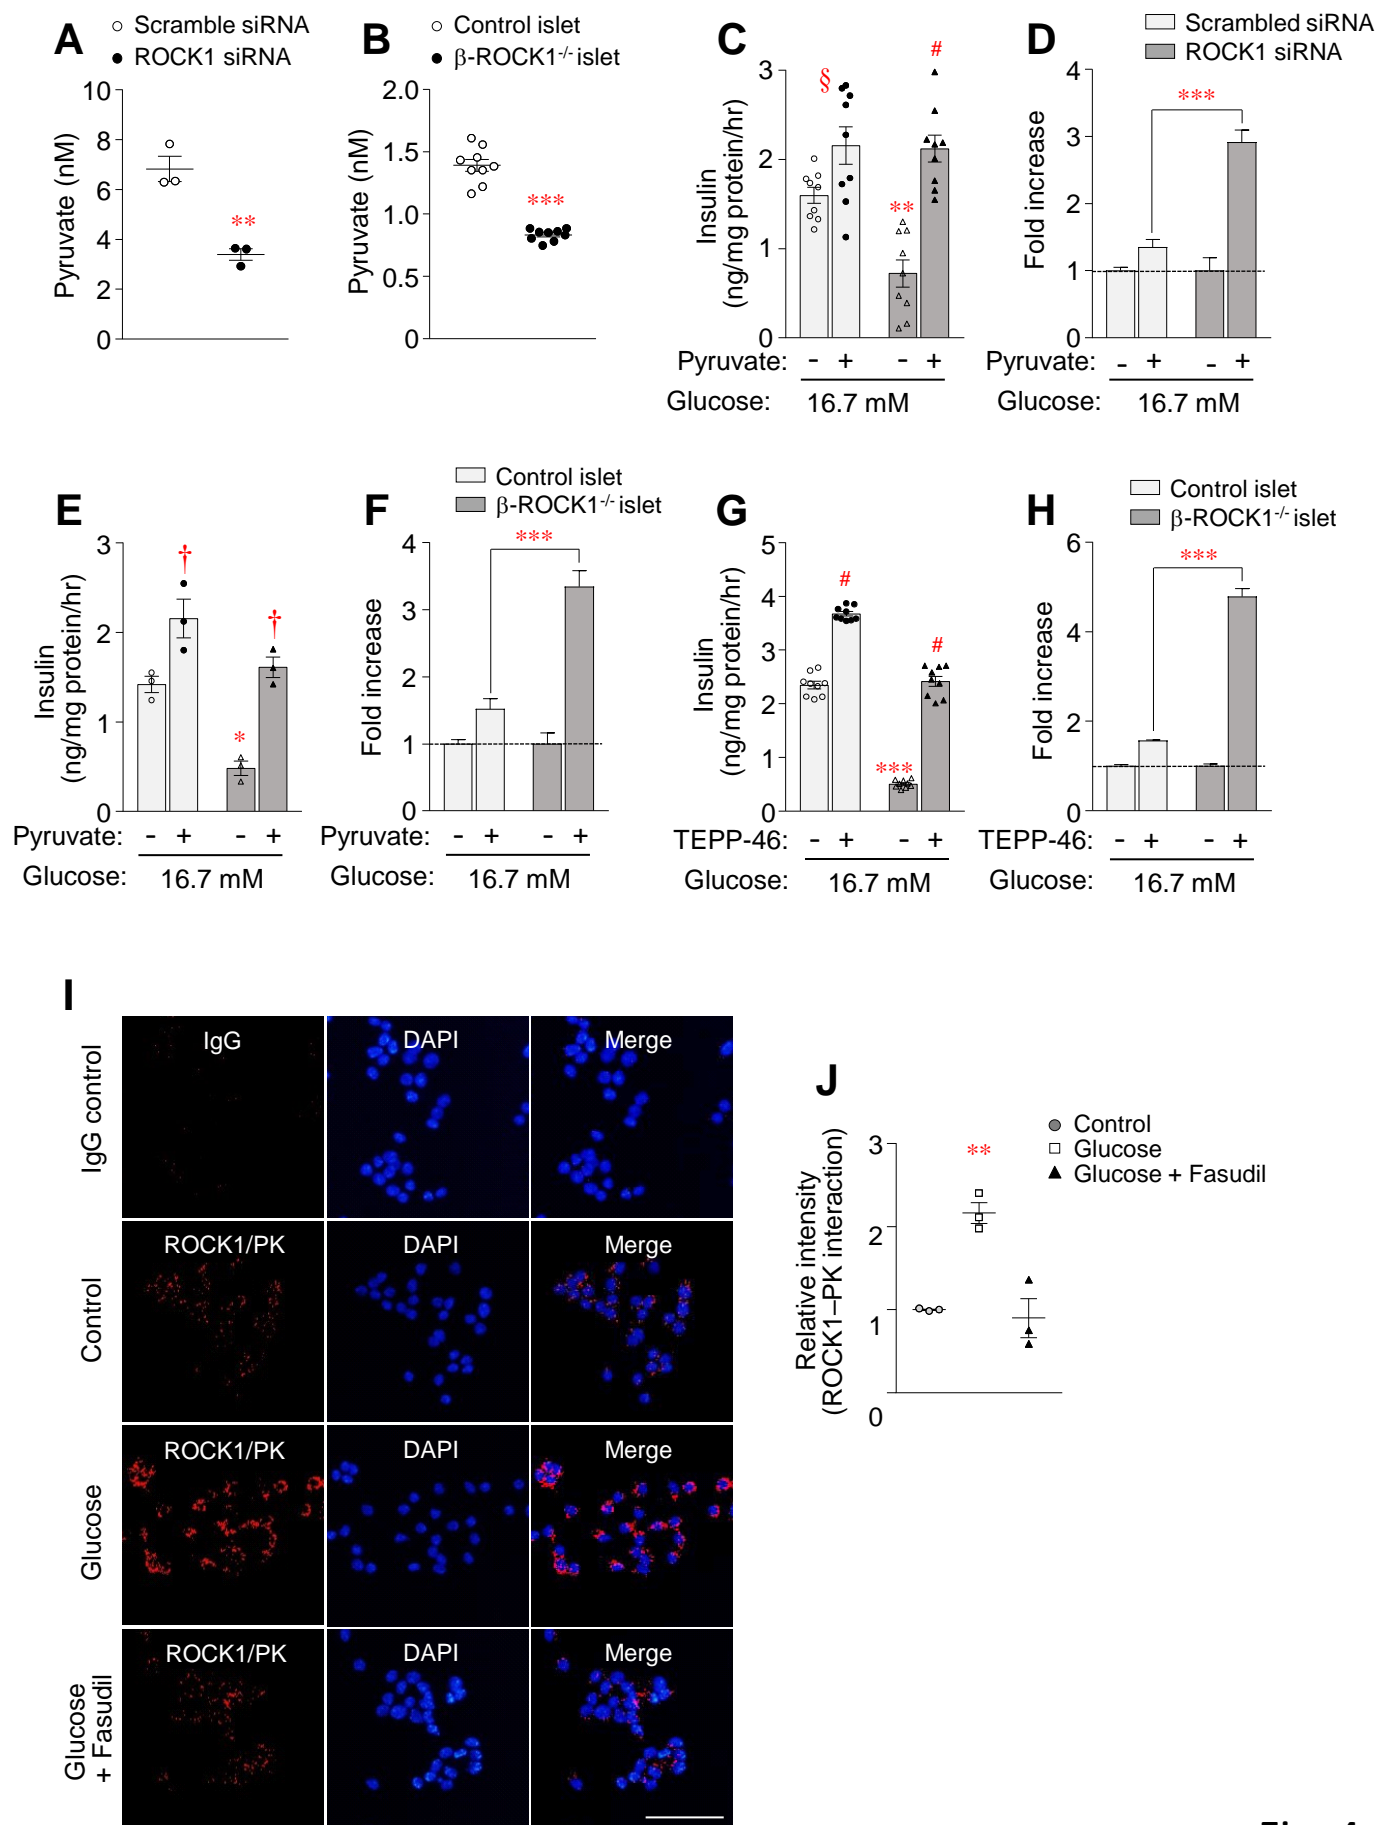 A
○ Scramble siRNA
● ROCK1 siRNA
Pyruvate (nM)
10
8
6
4
2
0
**
B
○ Control islet
● β-ROCK1-/- islet
Pyruvate (nM)
2.0
1.5
1.0
0.5
0
***
C
Insulin
(ng/mg protein/hr)
3
2
1
0
§
**
#
Pyruvate: - + - +
Glucose: 16.7 mM
D
Scrambled siRNA
ROCK1 siRNA
Fold increase
4
3
2
1
0
***
Pyruvate: - + - +
Glucose: 16.7 mM
E
Insulin
(ng/mg protein/hr)
3
2
1
0
†
*
†
Pyruvate: - + - +
Glucose: 16.7 mM
F
Control islet
β-ROCK1-/- islet
Fold increase
4
3
2
1
0
***
Pyruvate: - + - +
Glucose: 16.7 mM
G
Insulin
(ng/mg protein/hr)
5
4
3
2
1
0
#
***
#
TEPP-46: - + - +
Glucose: 16.7 mM
H
Control islet
β-ROCK1-/- islet
Fold increase
6
4
2
1
0
***
TEPP-46: - + - +
Glucose: 16.7 mM
I
IgG control
IgG
DAPI
Merge
Control
ROCK1/PK
DAPI
Merge
Glucose
ROCK1/PK
DAPI
Merge
Glucose
+ Fasudil
ROCK1/PK
DAPI
Merge
J
Control
Glucose
Glucose + Fasudil
Relative intensity
(ROCK1–PK interaction)
3
2
1
0
**